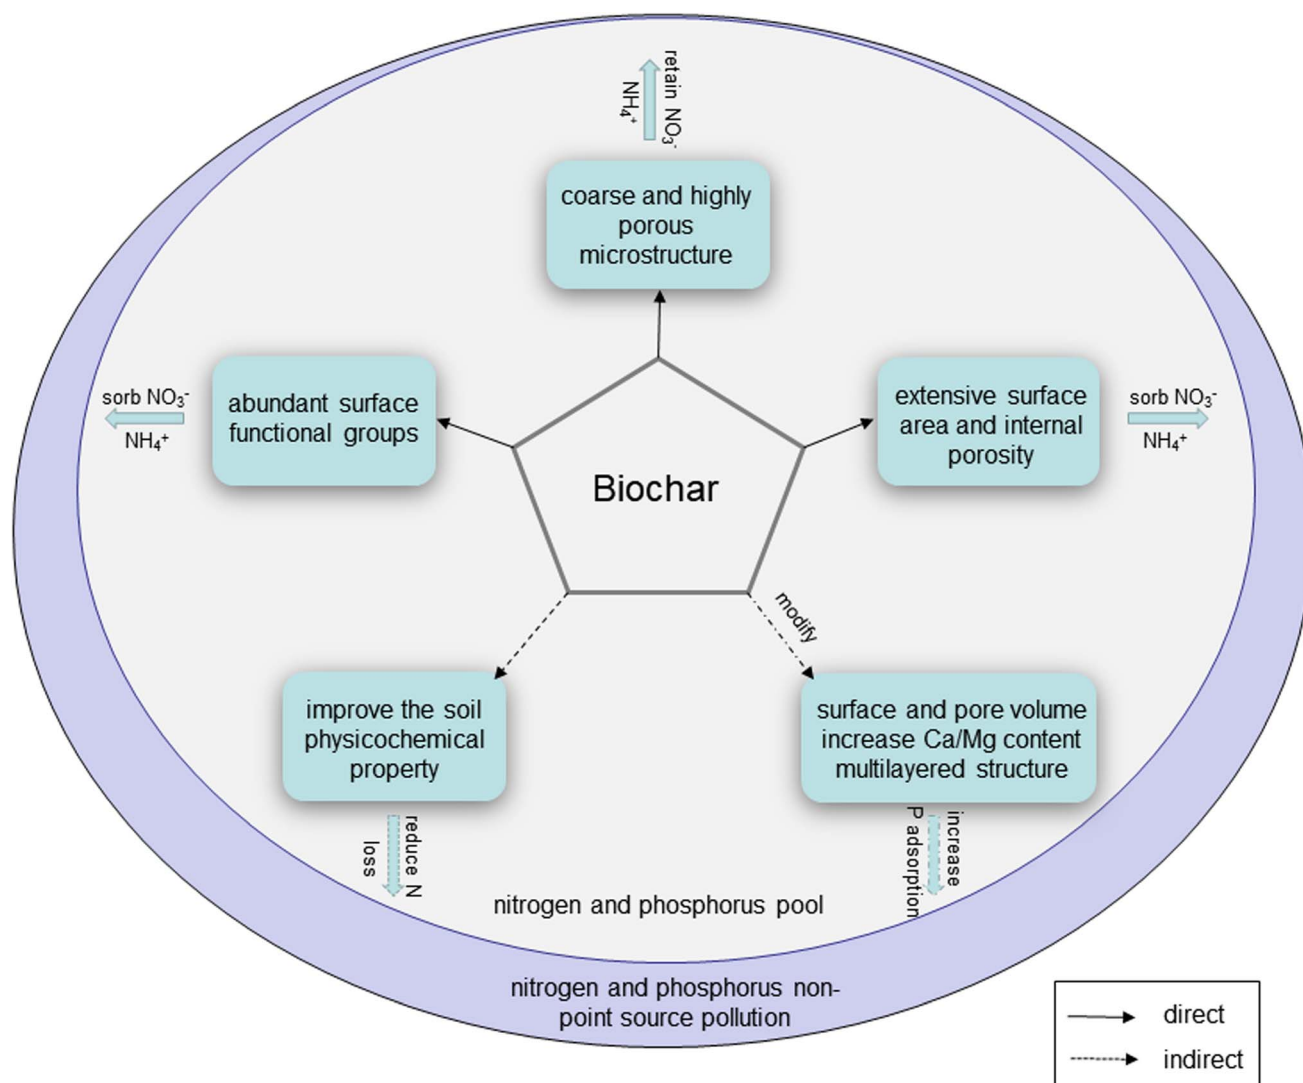 retain NO₃⁻
NH₄⁺
coarse and highly
porous
microstructure
sorb NO₃⁻
NH₄⁺
abundant surface
functional groups
extensive surface
area and internal
porosity
sorb NO₃⁻
NH₄⁺
Biochar
modify
improve the soil
physicochemical
property
surface and pore volume
increase Ca/Mg content
multilayered structure
reduce N
loss
increase
P adsorption
nitrogen and phosphorus pool
nitrogen and phosphorus non-
point source pollution
direct
indirect